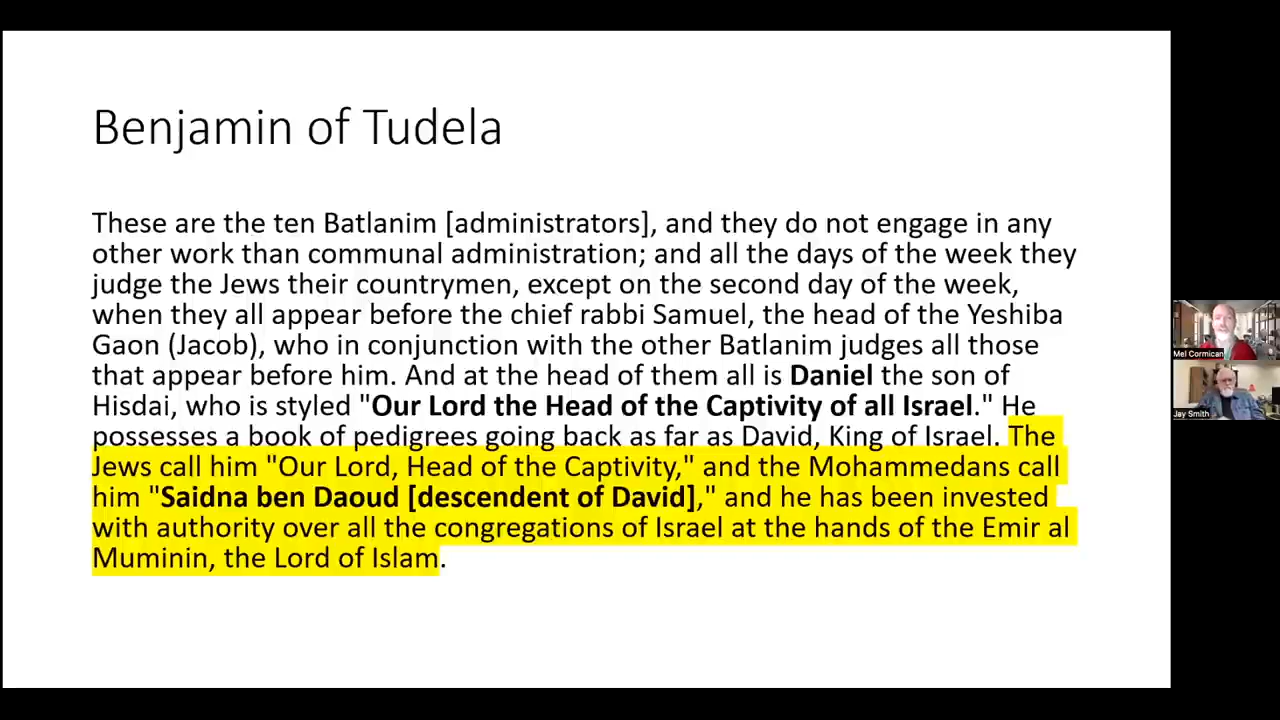 Benjamin of Tudela
These are the ten Batlanim [administrators], and they do not engage in any
other work than communal administration; and all the days of the week they
judge the Jews their countrymen, except on the second day of the week,
when they all appear before the chief rabbi Samuel, the head of the Yeshiba
Gaon (Jacob), who in conjunction with the other Batlanim judges all those
that appear before him. And at the head of them all is Daniel the son of
Hisdai, who is styled "Our Lord the Head of the Captivity of all Israel." He
possesses a book of pedigrees going back as far as David, King of Israel. The
Jews call him "Our Lord, Head of the Captivity," and the Mohammedans call
him "Saidna ben Daoud [descendent of David]," and he has been invested
with authority over all the congregations of Israel at the hands of the Emir al
Muminin, the Lord of Islam.
Mel Cormican
Jay Smith